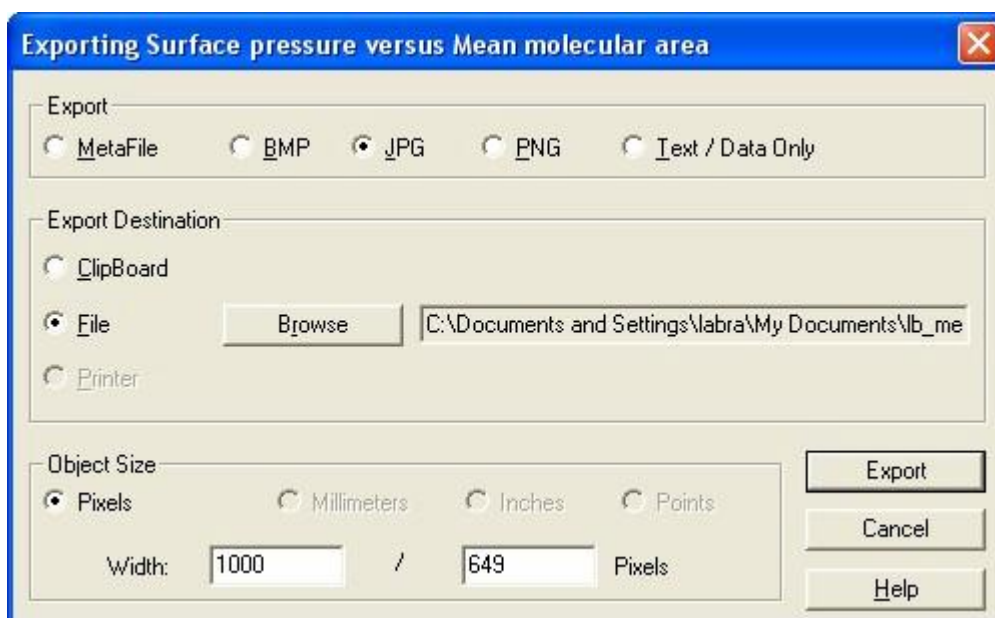 Exporting Surface pressure versus Mean molecular area
Export
MetaFile BMP JPG PNG Text / Data Only
Export Destination
ClipBoard
File Browse C:\Documents and Settings\labra\My Documents\lb_me
Printer
Object Size
Pixels Millimeters Inches Points
Width: 1000 / 649 Pixels
Export
Cancel
Help